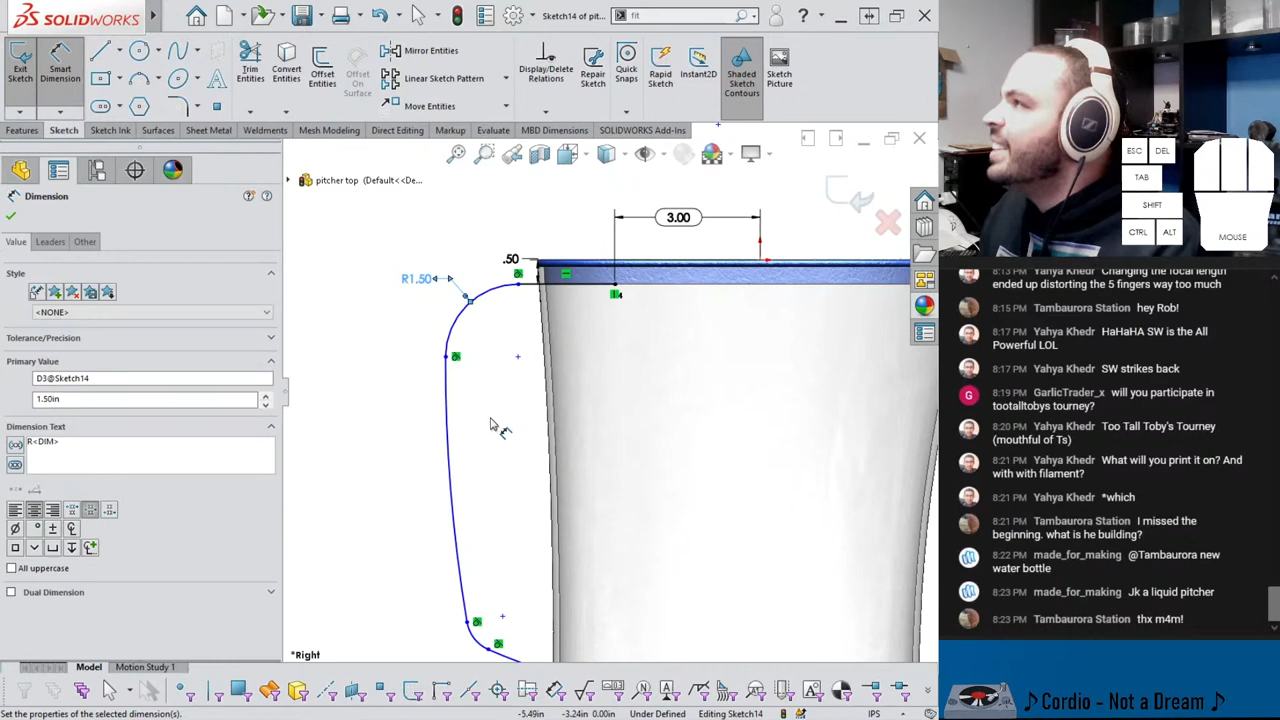 SOLIDWORKS
Sketch14 of pit...
fit
Exit Sketch
Smart Dimension
Trim Entities
Convert Entities
Offset Entities
Offset On Surface
Mirror Entities
Linear Sketch Pattern
Move Entities
Display/Delete Relations
Repair Sketch
Quick Snaps
Rapid Sketch
Instant2D
Shaded Sketch Contours
Sketch Picture
Features
Sketch
Sketch Ink
Surfaces
Sheet Metal
Weldments
Mesh Modeling
Direct Editing
Markup
Evaluate
MBD Dimensions
SOLIDWORKS Add-Ins
pitcher top (Default<<De...
Dimension
Value
Leaders
Other
Style
<NONE>
Tolerance/Precision
Primary Value
D3@Sketch14
1.50in
Dimension Text
R<DIM>
All uppercase
Dual Dimension
3.00
.50
R1.50
*Right
Model
Motion Study 1
Set the properties of the selected dimension(s).
-5.49in
-3.24in
0.00in
Under Defined
Editing Sketch14
IPS
ESC
DEL
TAB
SHIFT
CTRL
ALT
MOUSE
8:13 PM Yahya Khedr Changing the focal length
ended up distorting the 5 fingers way too much
8:15 PM Tambaurora Station hey Rob!
8:17 PM Yahya Khedr HaHaHA SW is the All
Powerful LOL
8:17 PM Yahya Khedr SW strikes back
G
8:19 PM GarlicTrader_x will you participate in
tootalltobys tourney?
8:20 PM Yahya Khedr Too Tall Toby's Tourney
(mouthful of Ts)
8:21 PM Yahya Khedr What will you print it on? And
with with filament?
8:21 PM Yahya Khedr *which
8:21 PM Tambaurora Station I missed the
beginning. what is he building?
8:22 PM made_for_making @Tambaurora new
water bottle
8:23 PM made_for_making Jk a liquid pitcher
8:23 PM Tambaurora Station thx m4m!
♪ Cordio - Not a Dream ♪